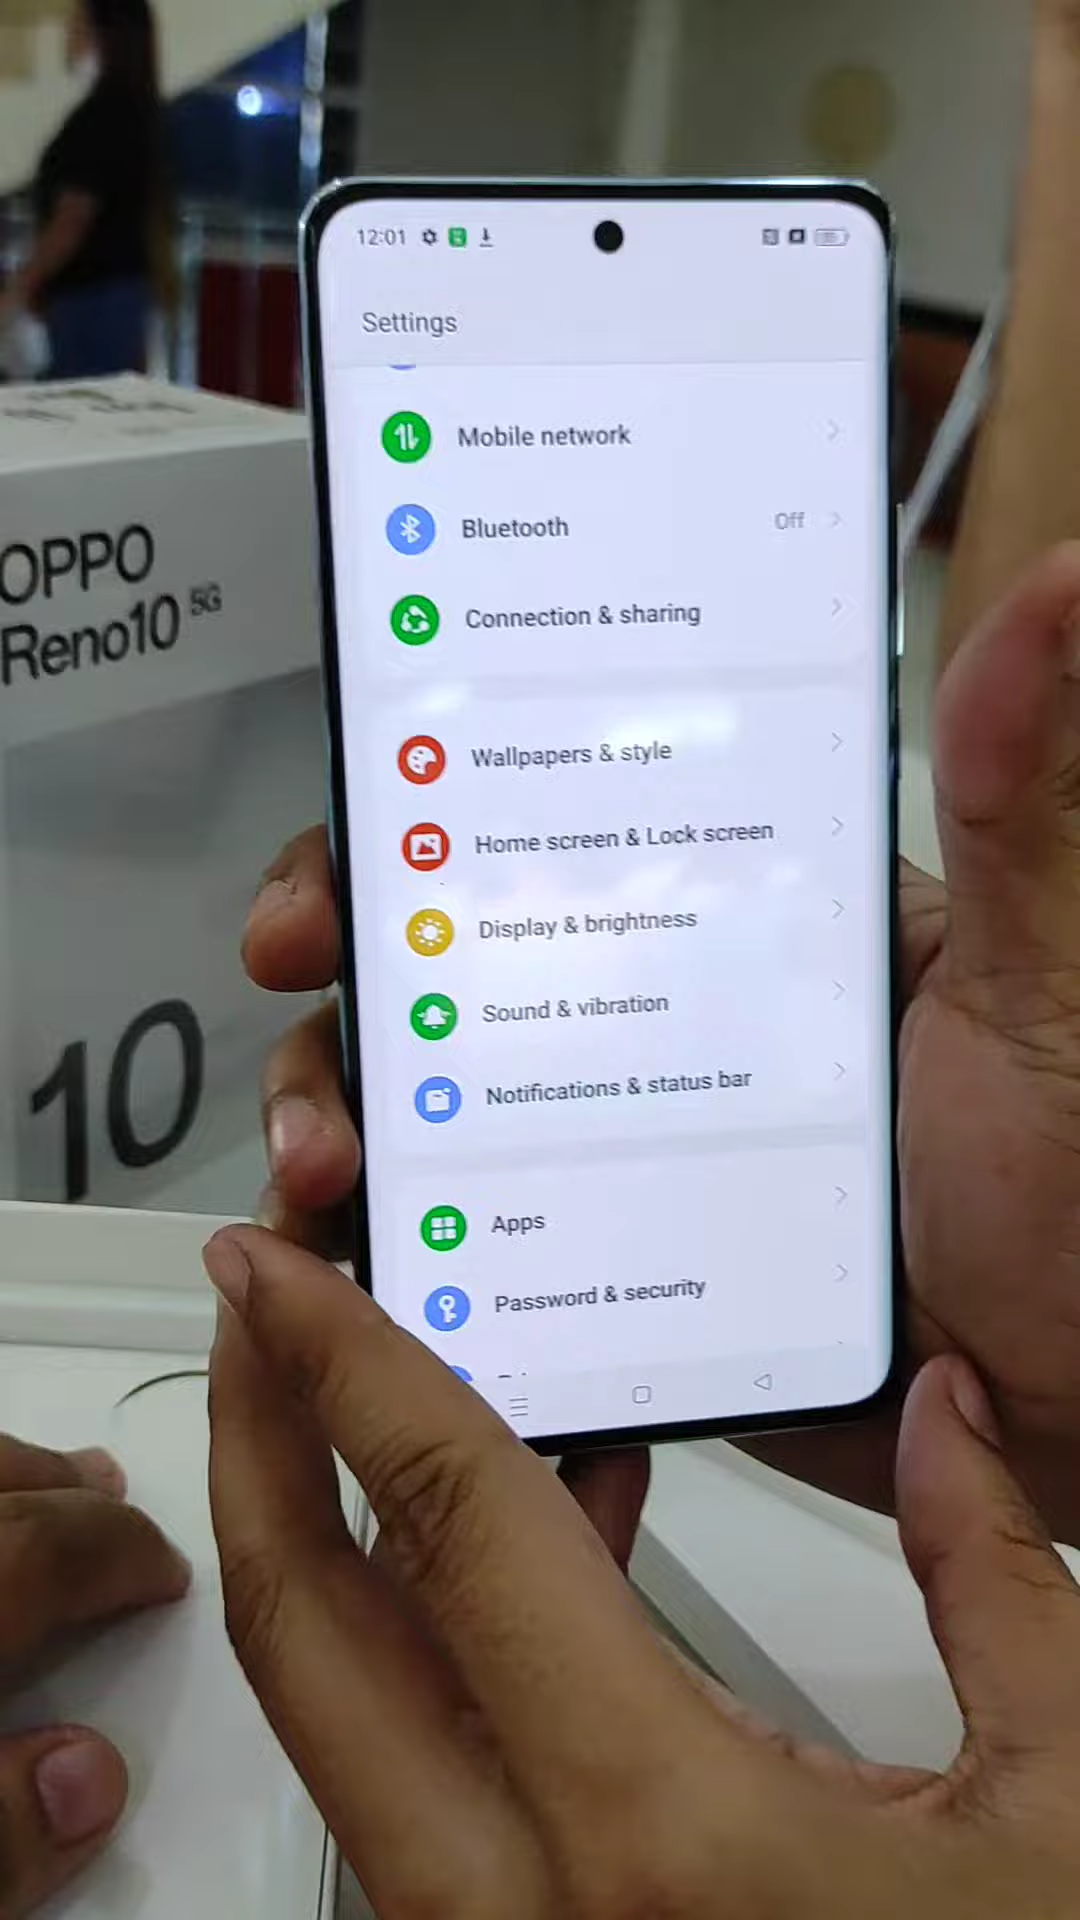 OPPO
Reno10 5G
10
12:01
Settings
Mobile network
Bluetooth Off
Connection & sharing
Wallpapers & style
Home screen & Lock screen
Display & brightness
Sound & vibration
Notifications & status bar
Apps
Password & security